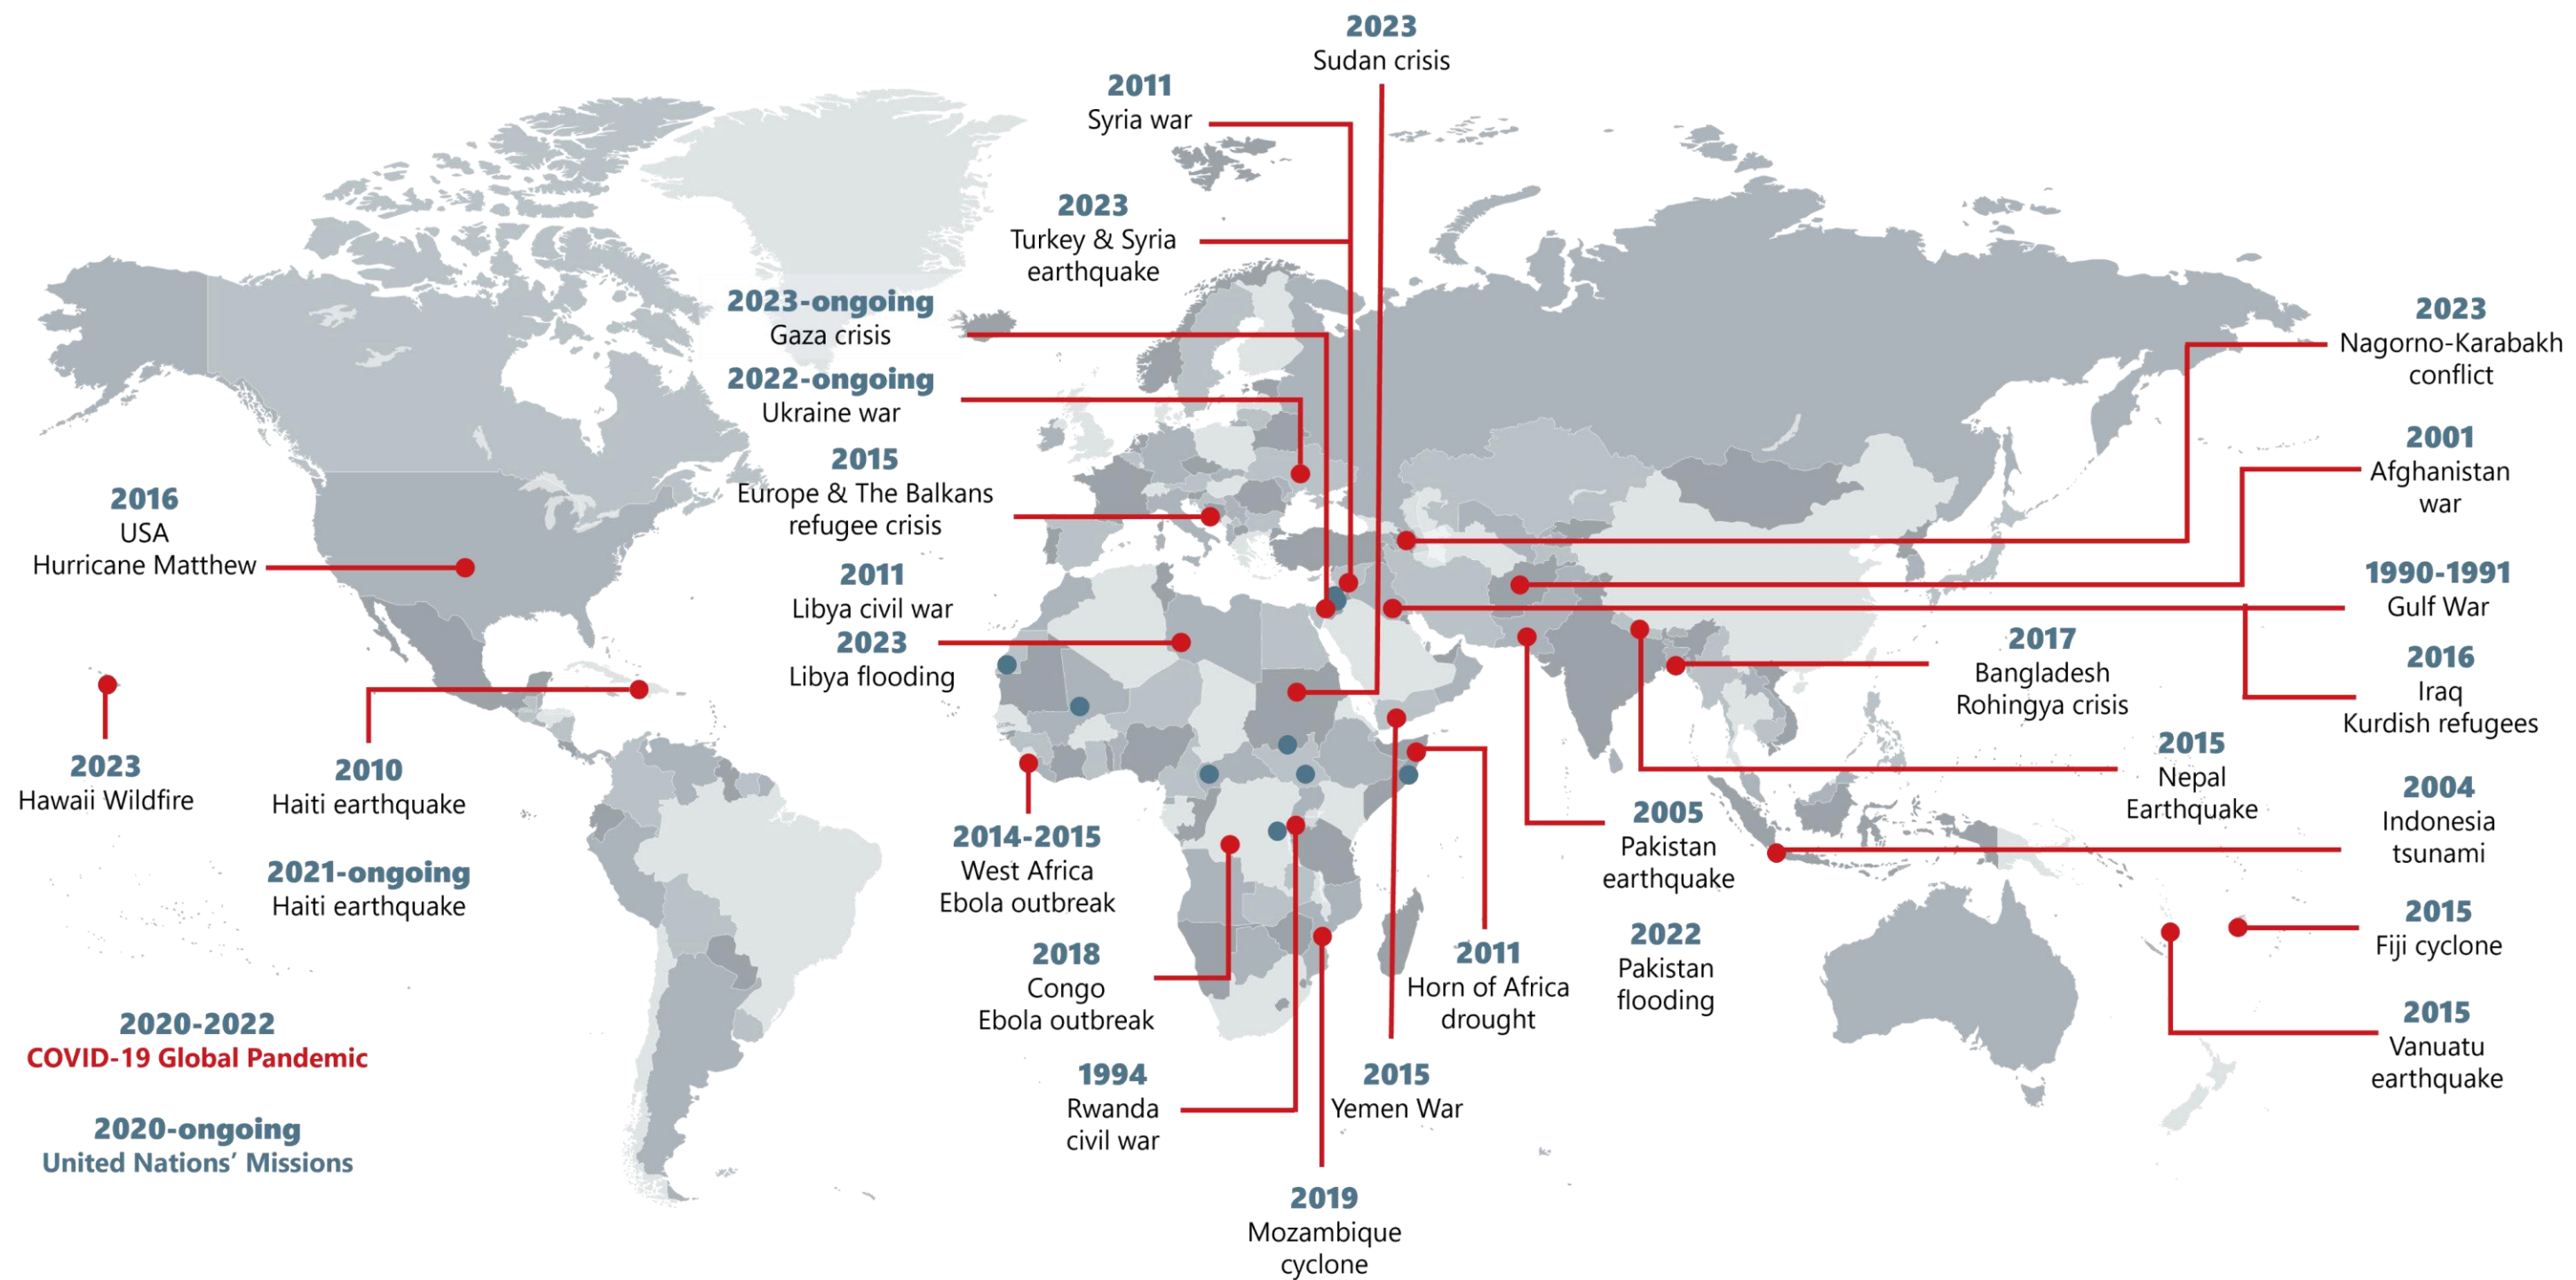 2023
Sudan crisis
2011
Syria war
2023
Turkey & Syria
earthquake
2023-ongoing
Gaza crisis
2022-ongoing
Ukraine war
2015
Europe & The Balkans
refugee crisis
2011
Libya civil war
2023
Libya flooding
2016
USA
Hurricane Matthew
2023
Hawaii Wildfire
2010
Haiti earthquake
2021-ongoing
Haiti earthquake
2020-2022
COVID-19 Global Pandemic
2020-ongoing
United Nations’ Missions
2014-2015
West Africa
Ebola outbreak
2018
Congo
Ebola outbreak
1994
Rwanda
civil war
2015
Yemen War
2019
Mozambique
cyclone
2011
Horn of Africa
drought
2005
Pakistan
earthquake
2022
Pakistan
flooding
2023
Nagorno-Karabakh
conflict
2001
Afghanistan
war
1990-1991
Gulf War
2017
Bangladesh
Rohingya crisis
2016
Iraq
Kurdish refugees
2015
Nepal
Earthquake
2004
Indonesia
tsunami
2015
Fiji cyclone
2015
Vanuatu
earthquake